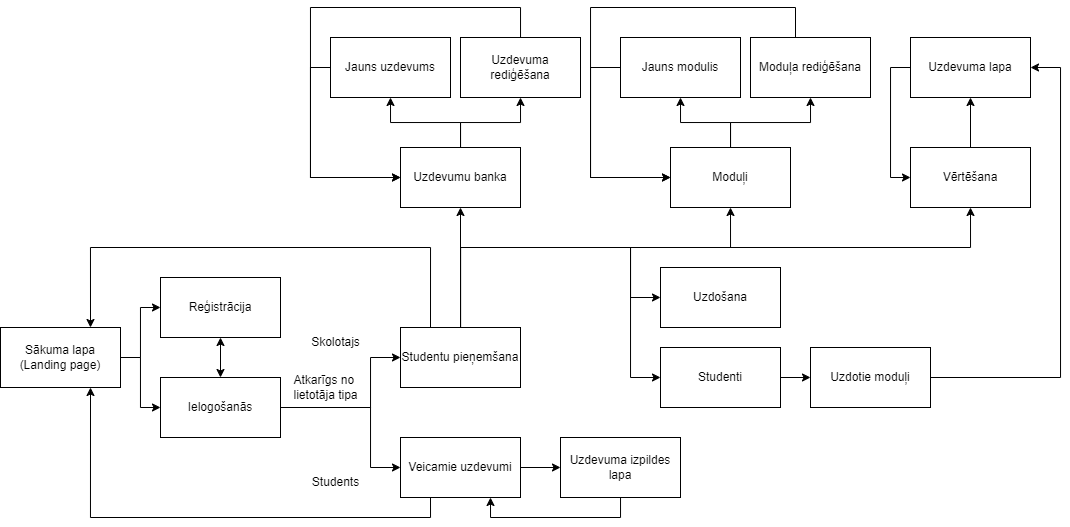 Jauns uzdevums
Uzdevuma
rediģēšana
Jauns modulis
Moduļa rediģēšana
Uzdevuma lapa
Uzdevumu banka
Moduļi
Vērtēšana
Reģistrācija
Uzdošana
Sākuma lapa
(Landing page)
Skolotajs
Studentu pieņemšana
Atkarīgs no
lietotāja tipa
Ielogošanās
Studenti
Uzdotie moduļi
Veicamie uzdevumi
Uzdevuma izpildes
lapa
Students